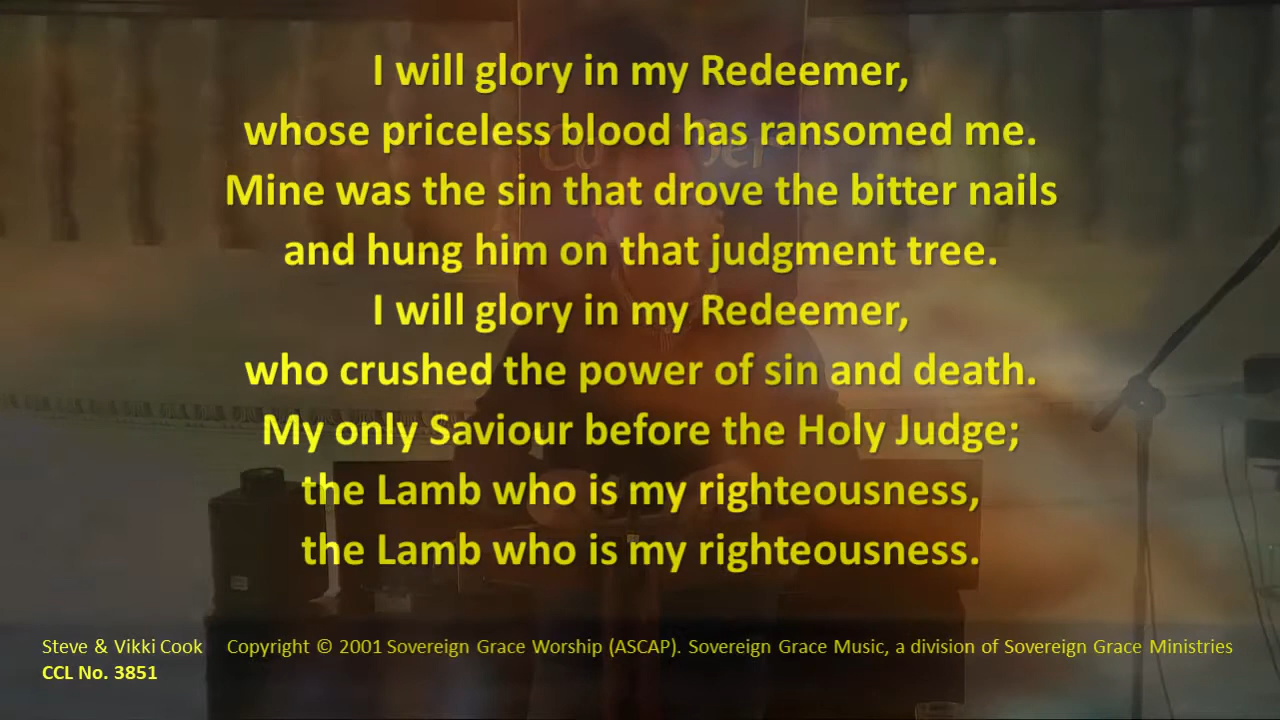 I will glory in my Redeemer,
whose priceless blood has ransomed me.
Mine was the sin that drove the bitter nails
and hung him on that judgment tree.
I will glory in my Redeemer,
who crushed the power of sin and death.
My only Saviour before the Holy Judge;
the Lamb who is my righteousness,
the Lamb who is my righteousness.
Steve & Vikki Cook Copyright © 2001 Sovereign Grace Worship (ASCAP). Sovereign Grace Music, a division of Sovereign Grace Ministries
CCL No. 3851